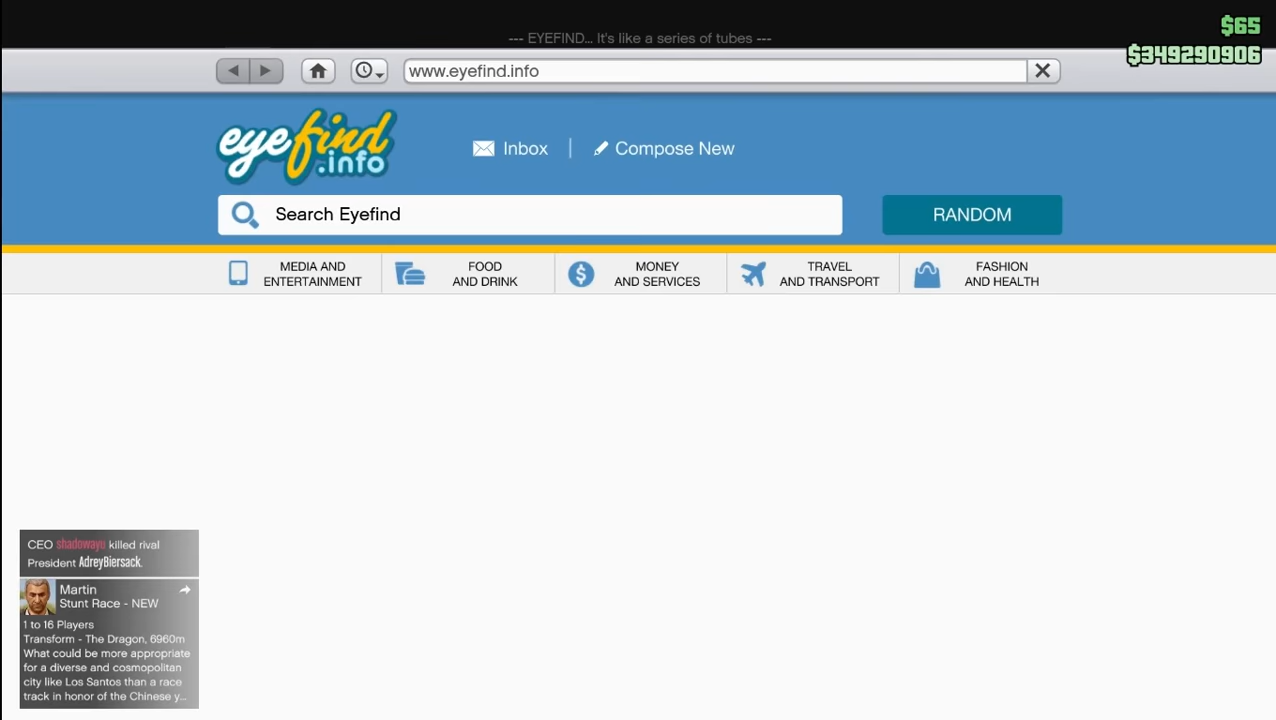 $65
--- EYEFIND... It's like a series of tubes ---
$349290906
www.eyefind.info
eyefind
.info
Inbox
Compose New
Search Eyefind
RANDOM
MEDIA AND
ENTERTAINMENT
FOOD
AND DRINK
MONEY
AND SERVICES
TRAVEL
AND TRANSPORT
FASHION
AND HEALTH
CEO shadowayu killed rival
President AdreyBiersack.
Martin
Stunt Race - NEW
1 to 16 Players
Transform - The Dragon, 6960m
What could be more appropriate
for a diverse and cosmopolitan
city like Los Santos than a race
track in honor of the Chinese y...